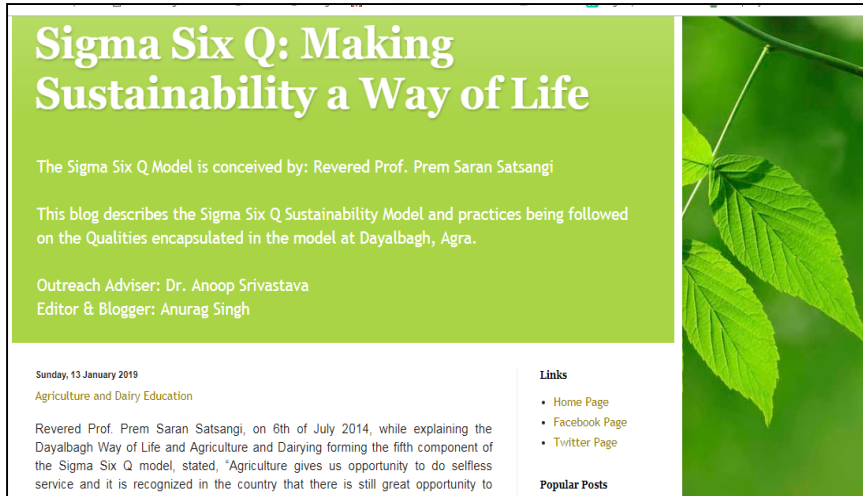 Sigma Six Q: Making
Sustainability a Way of Life
The Sigma Six Q Model is conceived by: Revered Prof. Prem Saran Satsangi
This blog describes the Sigma Six Q Sustainability Model and practices being followed
on the Qualities encapsulated in the model at Dayalbagh, Agra.
Outreach Adviser: Dr. Anoop Srivastava
Editor & Blogger: Anurag Singh
Sunday, 13 January 2019
Agriculture and Dairy Education
Revered Prof. Prem Saran Satsangi, on 6th of July 2014, while explaining the
Dayalbagh Way of Life and Agriculture and Dairying forming the fifth component of
the Sigma Six Q model, stated, “Agriculture gives us opportunity to do selfless
service and it is recognized in the country that there is still great opportunity to
Links
• Home Page
• Facebook Page
• Twitter Page
Popular Posts